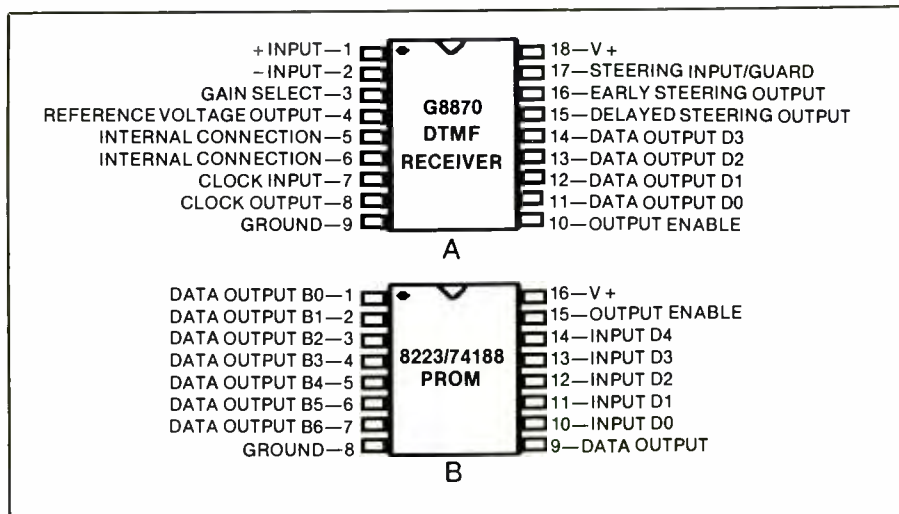 + INPUT—1
– INPUT—2
GAIN SELECT—3
REFERENCE VOLTAGE OUTPUT—4
INTERNAL CONNECTION—5
INTERNAL CONNECTION—6
CLOCK INPUT—7
CLOCK OUTPUT—8
GROUND—9
G8870
DTMF
RECEIVER
18—V +
17—STEERING INPUT/GUARD
16—EARLY STEERING OUTPUT
15—DELAYED STEERING OUTPUT
14—DATA OUTPUT D3
13—DATA OUTPUT D2
12—DATA OUTPUT D1
11—DATA OUTPUT D0
10—OUTPUT ENABLE
A
DATA OUTPUT B0—1
DATA OUTPUT B1—2
DATA OUTPUT B2—3
DATA OUTPUT B3—4
DATA OUTPUT B4—5
DATA OUTPUT B5—6
DATA OUTPUT B6—7
GROUND—8
8223/74188
PROM
16—V +
15—OUTPUT ENABLE
14—INPUT D4
13—INPUT D3
12—INPUT D2
11—INPUT D1
10—INPUT D0
9—DATA OUTPUT
B